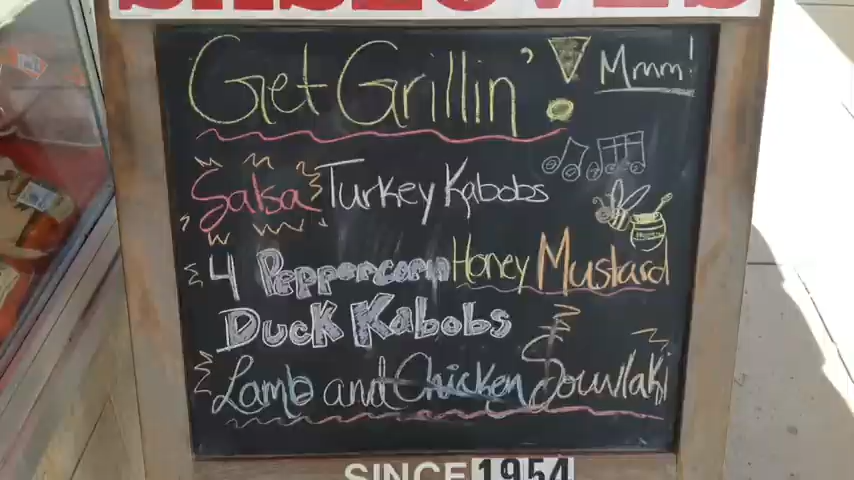 Get Grillin'! Mmm!
Salsa Turkey Kabobs
4 Peppercorn Honey Mustard
Duck Kabobs
Lamb and Chicken Souvlaki
SINCE 1954